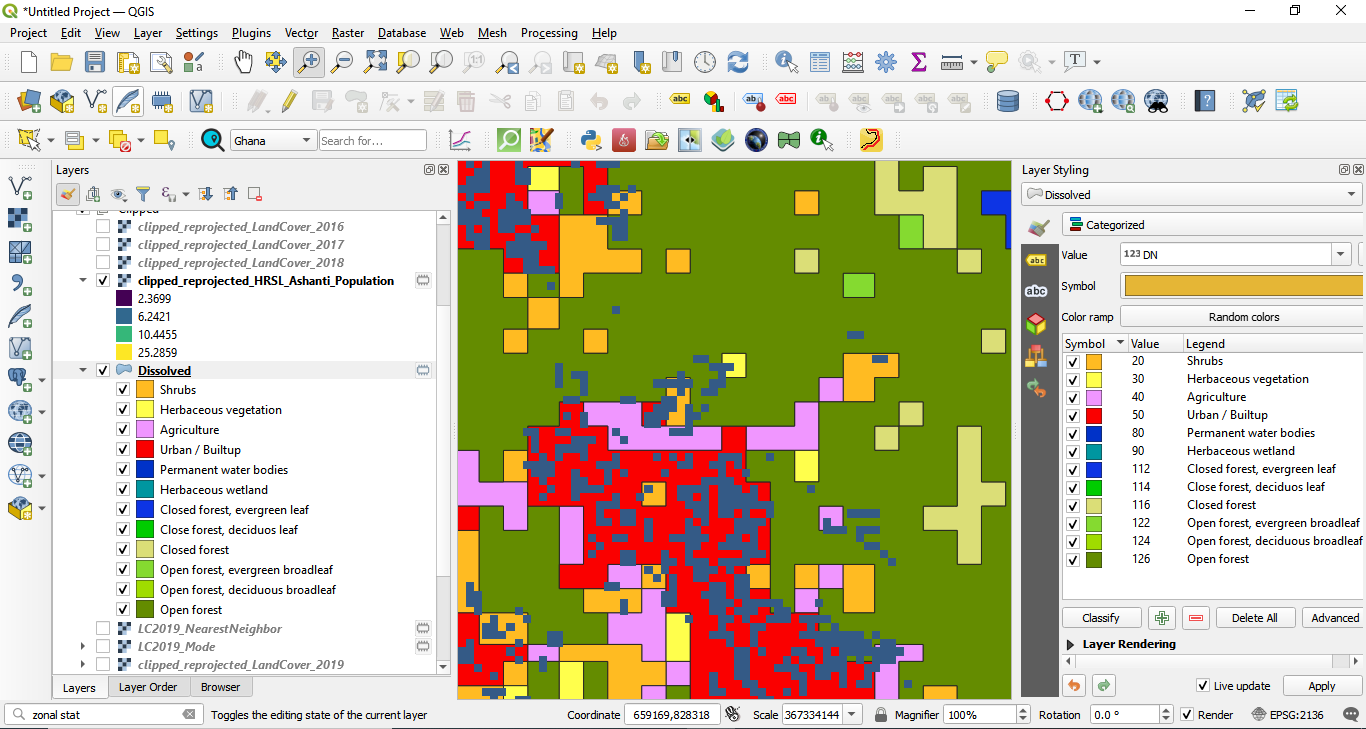 *Untitled Project — QGIS
Project Edit View Layer Settings Plugins Vector Raster Database Web Mesh Processing Help
abc abc abc
Ghana Search for...
Layers
Clipped
clipped_reprojected_LandCover_2016
clipped_reprojected_LandCover_2017
clipped_reprojected_LandCover_2018
clipped_reprojected_HRSL_Ashanti_Population
2.3699
6.2421
10.4455
25.2859
Dissolved
Shrubs
Herbaceous vegetation
Agriculture
Urban / Builtup
Permanent water bodies
Herbaceous wetland
Closed forest, evergreen leaf
Close forest, deciduos leaf
Closed forest
Open forest, evergreen broadleaf
Open forest, deciduous broadleaf
Open forest
LC2019_NearestNeighbor
LC2019_Mode
clipped_reprojected_LandCover_2019
Layers Layer Order Browser
Layer Styling
Dissolved
Categorized
abc
abc
Value 123 DN
Symbol
Color ramp Random colors
Symbol Value Legend
20 Shrubs
30 Herbaceous vegetation
40 Agriculture
50 Urban / Builtup
80 Permanent water bodies
90 Herbaceous wetland
112 Closed forest, evergreen leaf
114 Close forest, deciduos leaf
116 Closed forest
122 Open forest, evergreen broadleaf
124 Open forest, deciduous broadleaf
126 Open forest
Classify Delete All Advanced
Layer Rendering
Live update Apply
zonal stat Toggles the editing state of the current layer Coordinate 659169,828318 Scale 367334144 Magnifier 100% Rotation 0.0 ° Render EPSG:2136